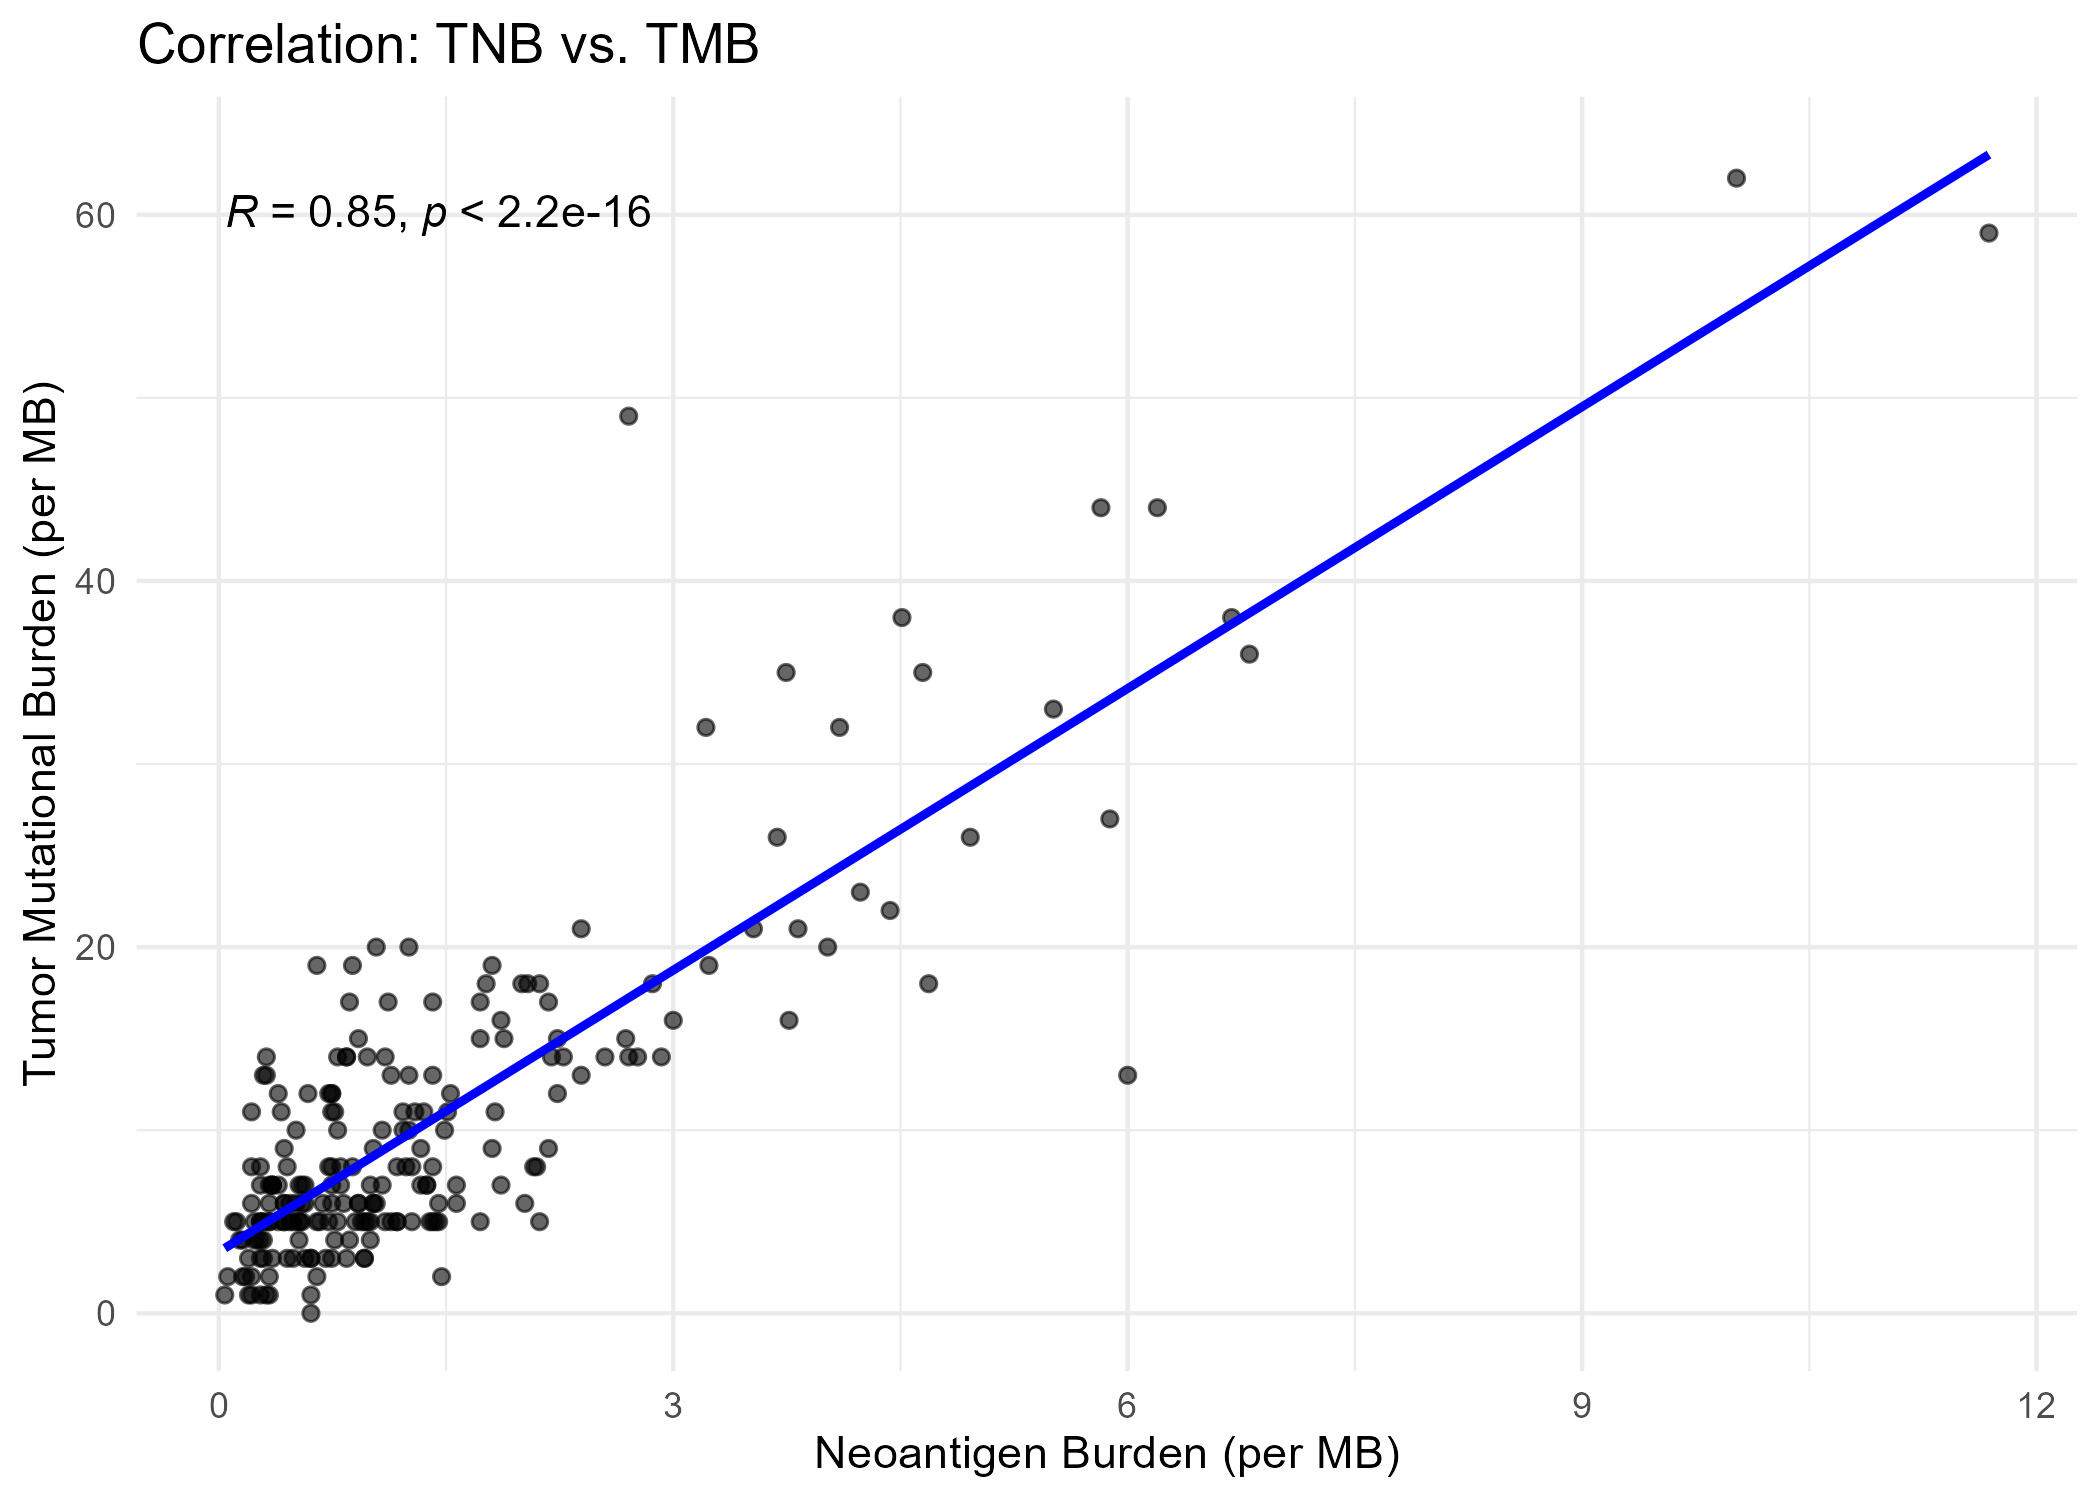 Correlation: TNB vs. TMB
R = 0.85, p < 2.2e-16
Tumor Mutational Burden (per MB)
60
40
20
0
0 3 6 9 12
Neoantigen Burden (per MB)